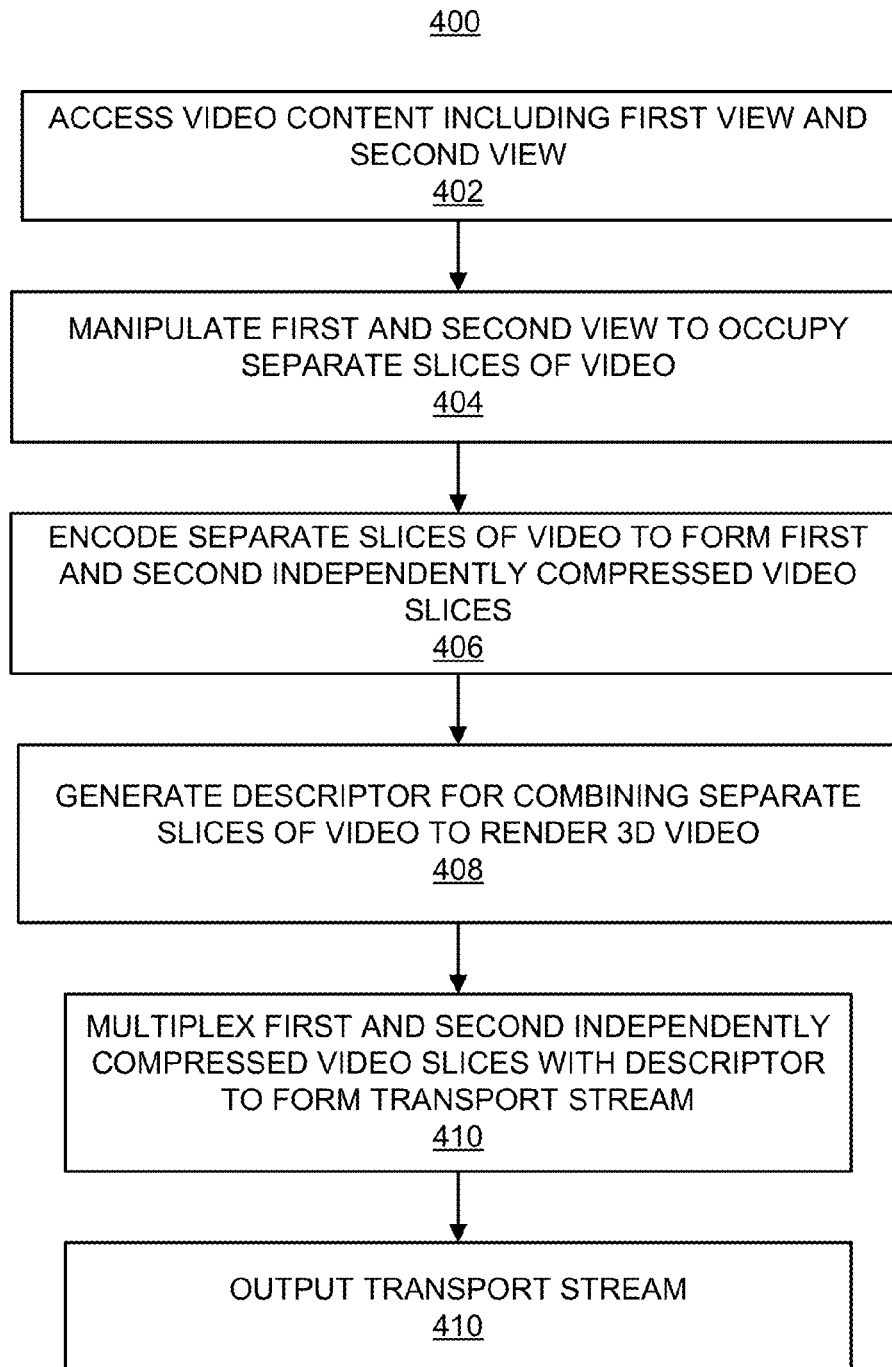 400
ACCESS VIDEO CONTENT INCLUDING FIRST VIEW AND
SECOND VIEW
402
MANIPULATE FIRST AND SECOND VIEW TO OCCUPY
SEPARATE SLICES OF VIDEO
404
ENCODE SEPARATE SLICES OF VIDEO TO FORM FIRST
AND SECOND INDEPENDENTLY COMPRESSED VIDEO
SLICES
406
GENERATE DESCRIPTOR FOR COMBINING SEPARATE
SLICES OF VIDEO TO RENDER 3D VIDEO
408
MULTIPLEX FIRST AND SECOND INDEPENDENTLY
COMPRESSED VIDEO SLICES WITH DESCRIPTOR
TO FORM TRANSPORT STREAM
410
OUTPUT TRANSPORT STREAM
410